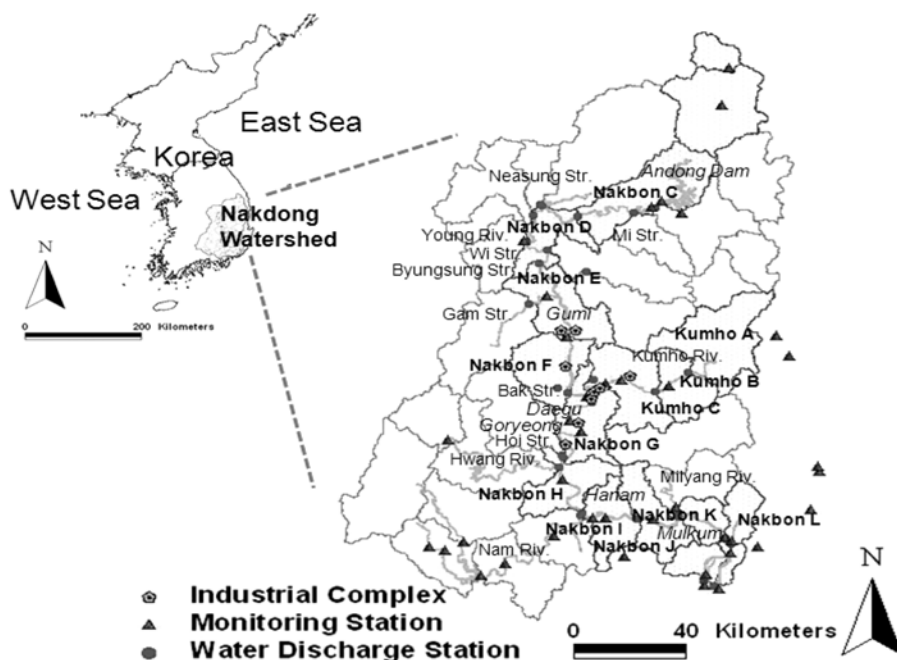 East Sea
Korea
West Sea
Nakdong
Watershed
N
0 200 Kilometers
Andong Dam
Neasung Str.
Nakbon C
Nakbon D
Young Riv.
Mi Str.
Wi Str.
Byungsung Str.
Nakbon E
Gam Str.
Gumi
Kumho A
Kumho Riv.
Nakbon F
Kumho B
Bak Str.
Kumho C
Daegu
Goryeong
Hoi Str.
Nakbon G
Hwang Riv.
Milyang Riv.
Nakbon H
Hanam
Nakbon K
Nakbon L
Nakbon I
Mulkum
Nakbon J
Nam Riv.
N
Industrial Complex
Monitoring Station
Water Discharge Station
0 40 Kilometers